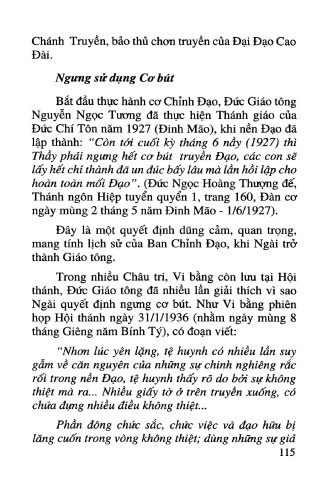 Chánh Truyền, bảo thủ chơn truyền của Đại Đạo Cao
Đài.
Ngưng sử dụng Cơ bút
Bắt đầu thực hành cơ Chỉnh Đạo, Đức Giáo tông
Nguyễn Ngọc Tương đã thực hiện Thánh giáo của
Đức Chí Tôn năm 1927 (Đinh Mão), khi nền Đạo đã
lập thành: “Còn tới cuối kỳ tháng 6 nầy (1927) thì
Thầy phải ngưng hết cơ bút truyền Đạo, các con sẽ
lấy hết chí thành đã un đúc bấy lâu mà lần hồi lập cho
hoàn toàn mối Đạo”. (Đức Ngọc Hoàng Thượng đế,
Thánh ngôn Hiệp tuyển quyển 1, trang 160, Đàn cơ
ngày mùng 2 tháng 5 năm Đinh Mão - 1/6/1927).
Đây là một quyết định dũng cảm, quan trọng,
mang tính lịch sử của Ban Chỉnh Đạo, khi Ngài trở
thành Giáo tông.
Trong nhiều Châu tri, Vi bằng còn lưu tại Hội
thánh, Đức Giáo tông đã nhiều lần giải thích vì sao
Ngài quyết định ngưng cơ bút. Như Vi bằng phiên
họp Hội thánh ngày 31/1/1936 (nhằm ngày mùng 8
tháng Giêng năm Bính Tý), có đoạn viết:
“Nhơn lúc yên lặng, tệ huynh có nhiều lần suy
gẫm về căn nguyên của những sự chinh nghiêng rắc
rối trong nền Đạo, tệ huynh thấy rõ do bởi sự không
thiệt mà ra... Nhiều giấy tờ ở trên truyền xuống, có
chứa đựng nhiều điều không thiệt...
Phần đông chức sắc, chức việc và đạo hữu bị
lăng cuốn trong vòng không thiệt; dùng những sự giả
115